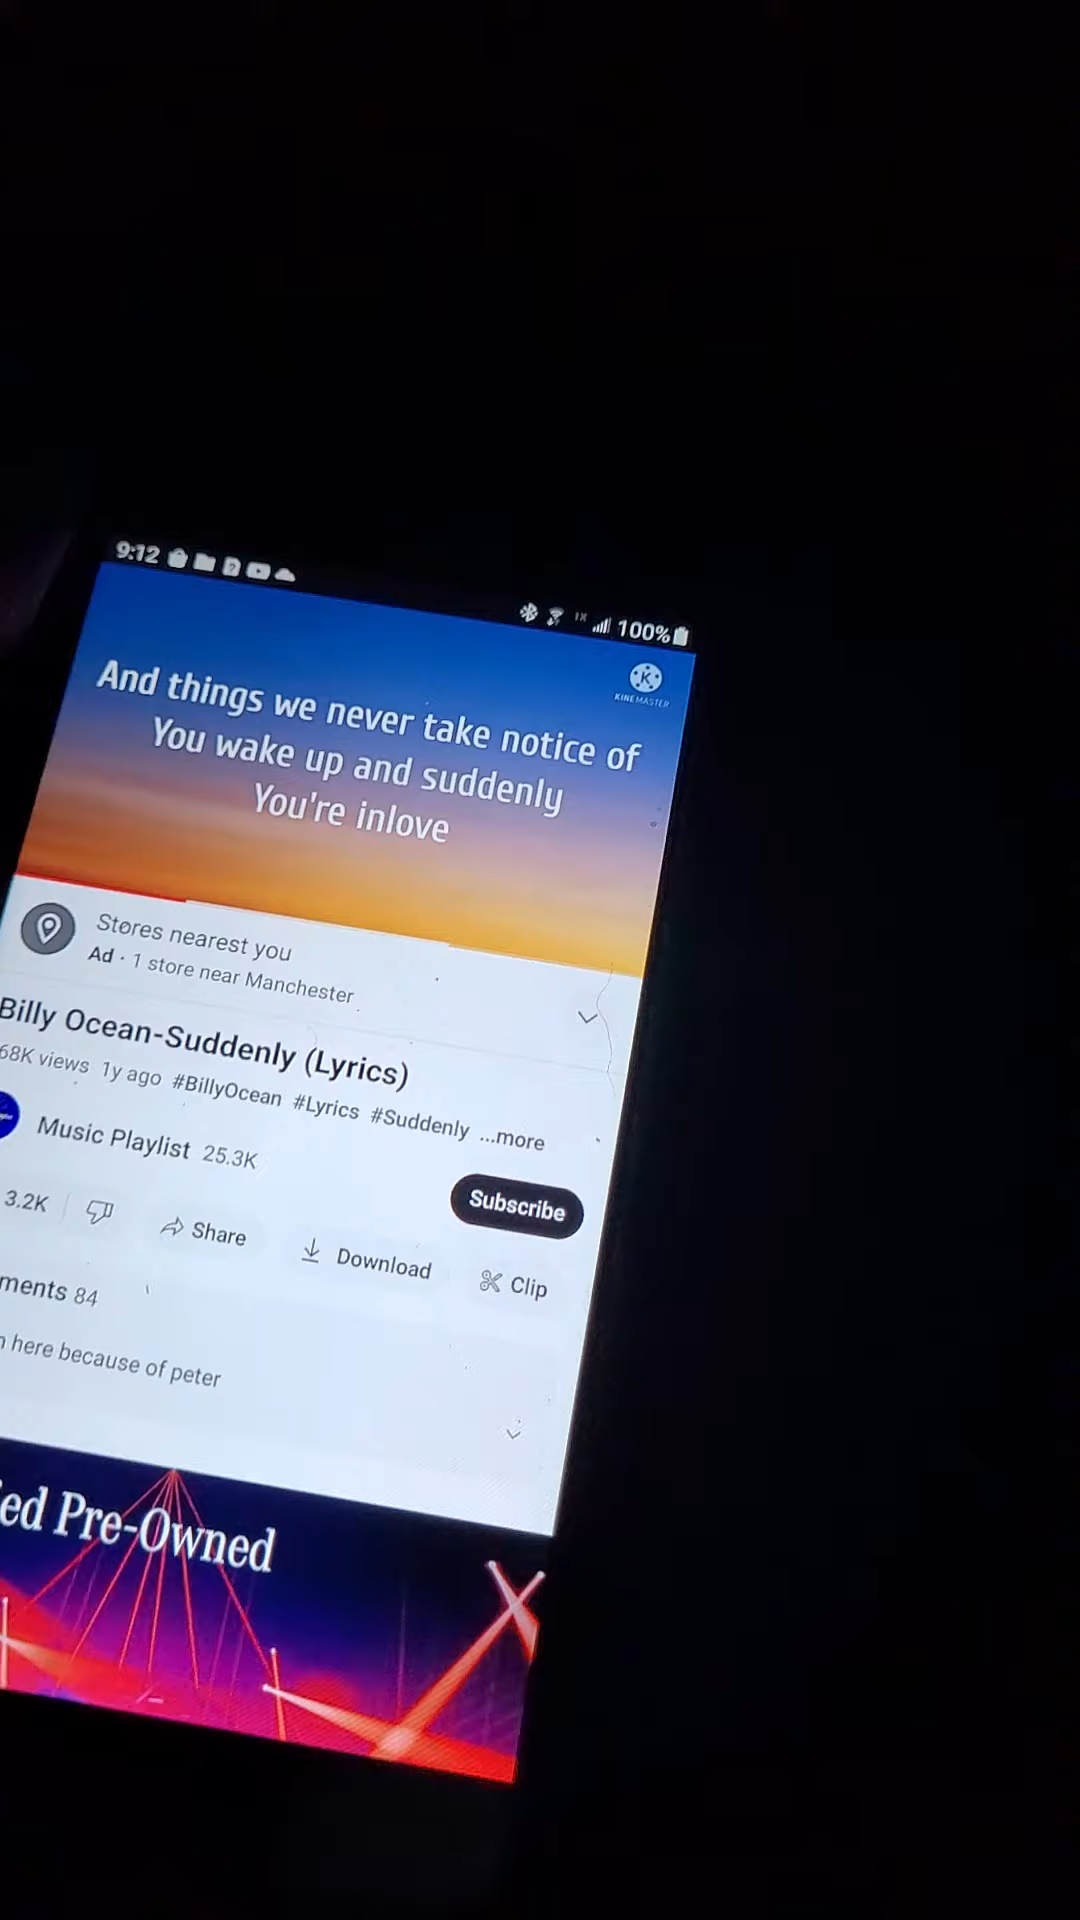 9:12
1X 100%
K
KINEMASTER
And things we never take notice of
You wake up and suddenly
You're inlove
Stores nearest you
Ad · 1 store near Manchester
Billy Ocean-Suddenly (Lyrics)
68K views 1y ago #BillyOcean #Lyrics #Suddenly ...more
Music Playlist 25.3K
Subscribe
3.2K
Share
Download
Clip
ments 84
here because of peter
ed Pre-Owned